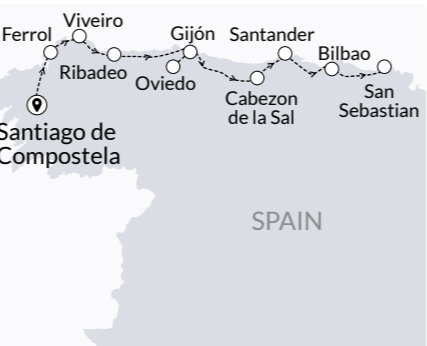 Viveiro
Ferrol
Gijón
Santander
Bilbao
Ribadeo
Oviedo
San
Sebastian
Cabezon
de la Sal
Santiago de
Compostela
SPAIN